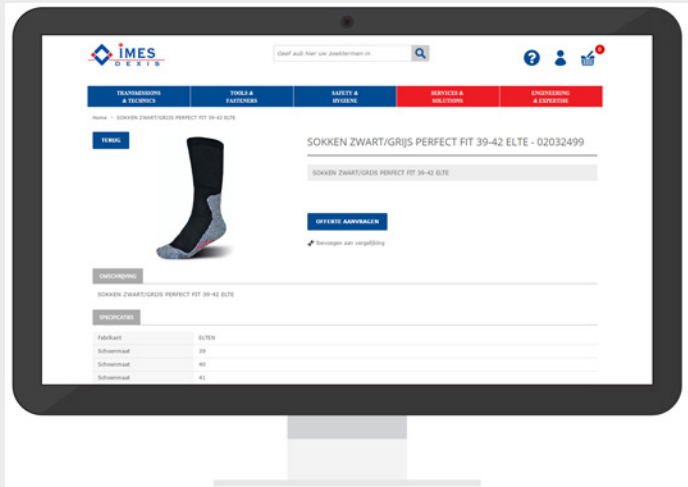 IMES
DEXIS
Geef aub hier uw zoektermen in
0
TRANSMISSIONS
& TECHNICS
TOOLS &
FASTENERS
SAFETY &
HYGIENE
SERVICES &
SOLUTIONS
ENGINEERING
& EXPERTISE
Home - SOKKEN ZWART/GRIJS PERFECT FIT 39-42 ELTE
TERUG
SOKKEN ZWART/GRIJS PERFECT FIT 39-42 ELTE - 02032499
SOKKEN ZWART/GRIJS PERFECT FIT 39-42 ELTE
OFFERTE AANVRAGEN
Toevoegen aan vergelijking
OMSCHRIJVING
SOKKEN ZWART/GRIJS PERFECT FIT 39-42 ELTE
SPECIFICATIES
Fabrikant ELTEN
Schoenmaat 39
Schoenmaat 40
Schoenmaat 41